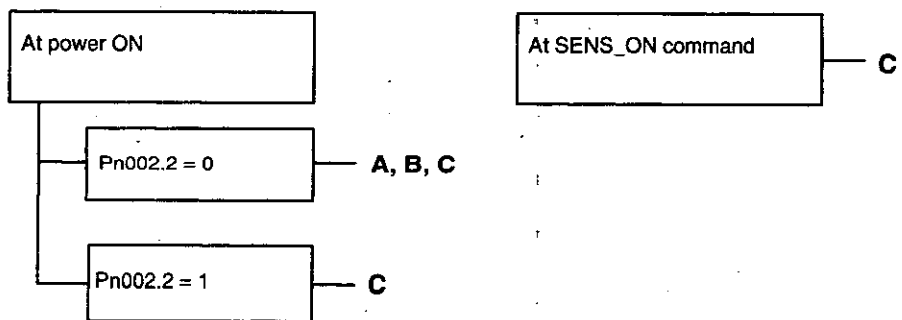 At power ON
At SENS_ON command
C
Pn002.2 = 0
A, B, C
Pn002.2 = 1
C